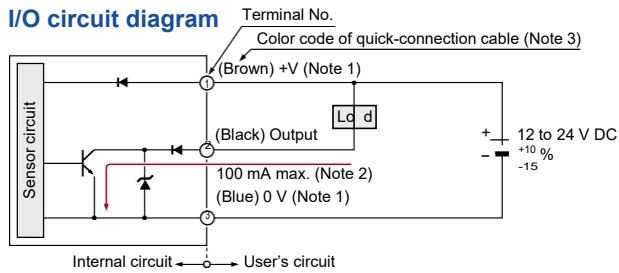 I/O circuit diagram
Terminal No.
Color code of quick-connection cable (Note 3)
1
(Brown) +V (Note 1)
Sensor circuit
Lo d
2
(Black) Output
+
12 to 24 V DC
–
+10
-15 %
100 mA max. (Note 2)
(Blue) 0 V (Note 1)
3
Internal circuit
User's circuit